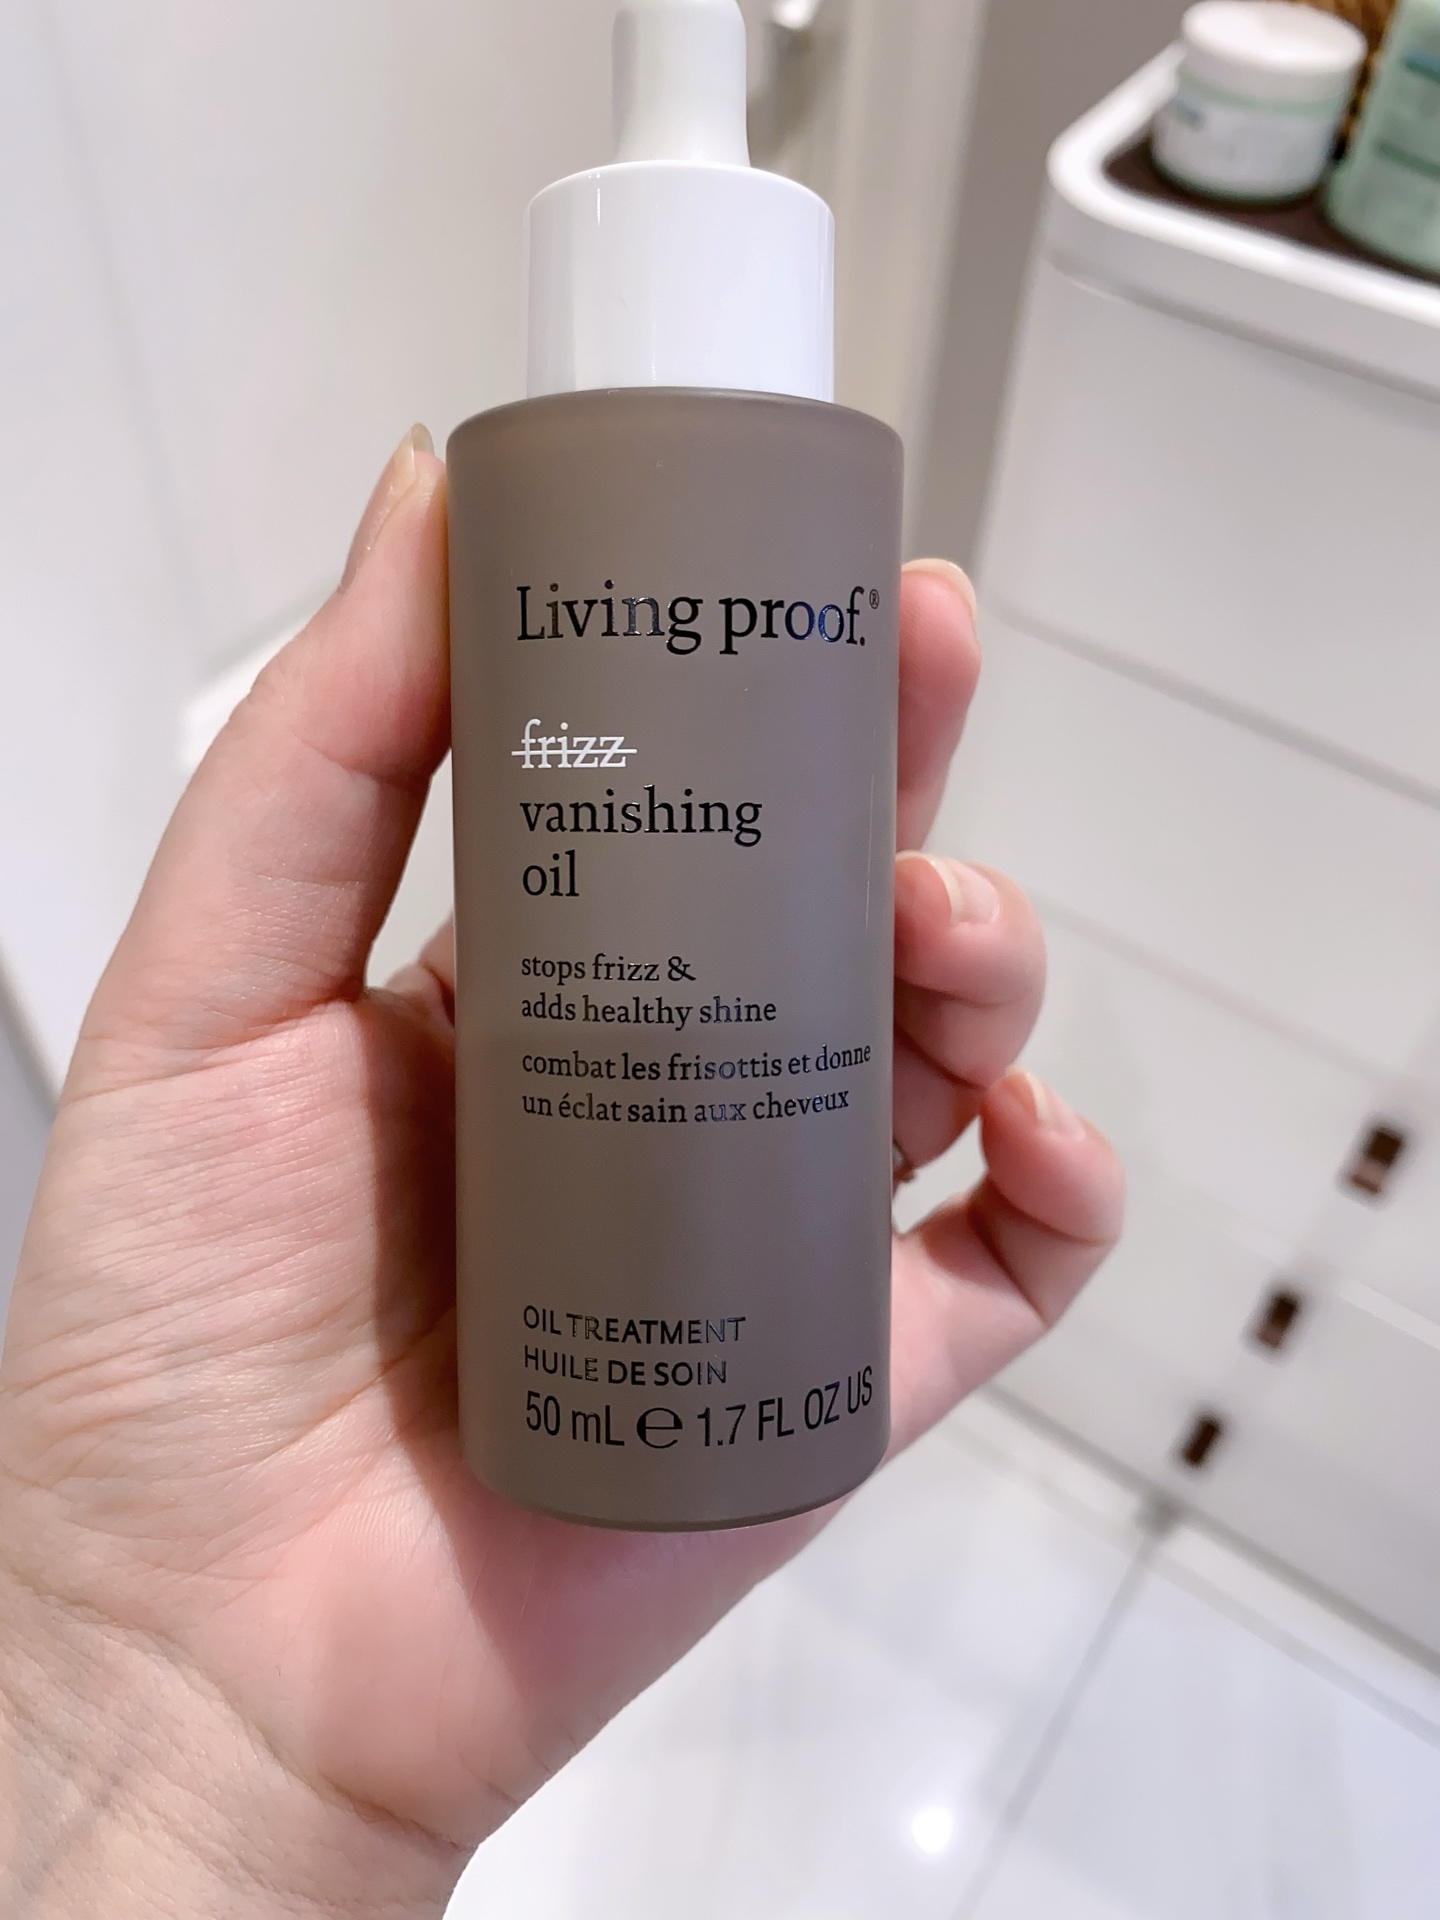 Living proof.®
frizz
vanishing
oil
stops frizz &
adds healthy shine
combat les frisottis et donne
un éclat sain aux cheveux
OIL TREATMENT
HUILE DE SOIN
50 mL ℮ 1.7 FL OZ US